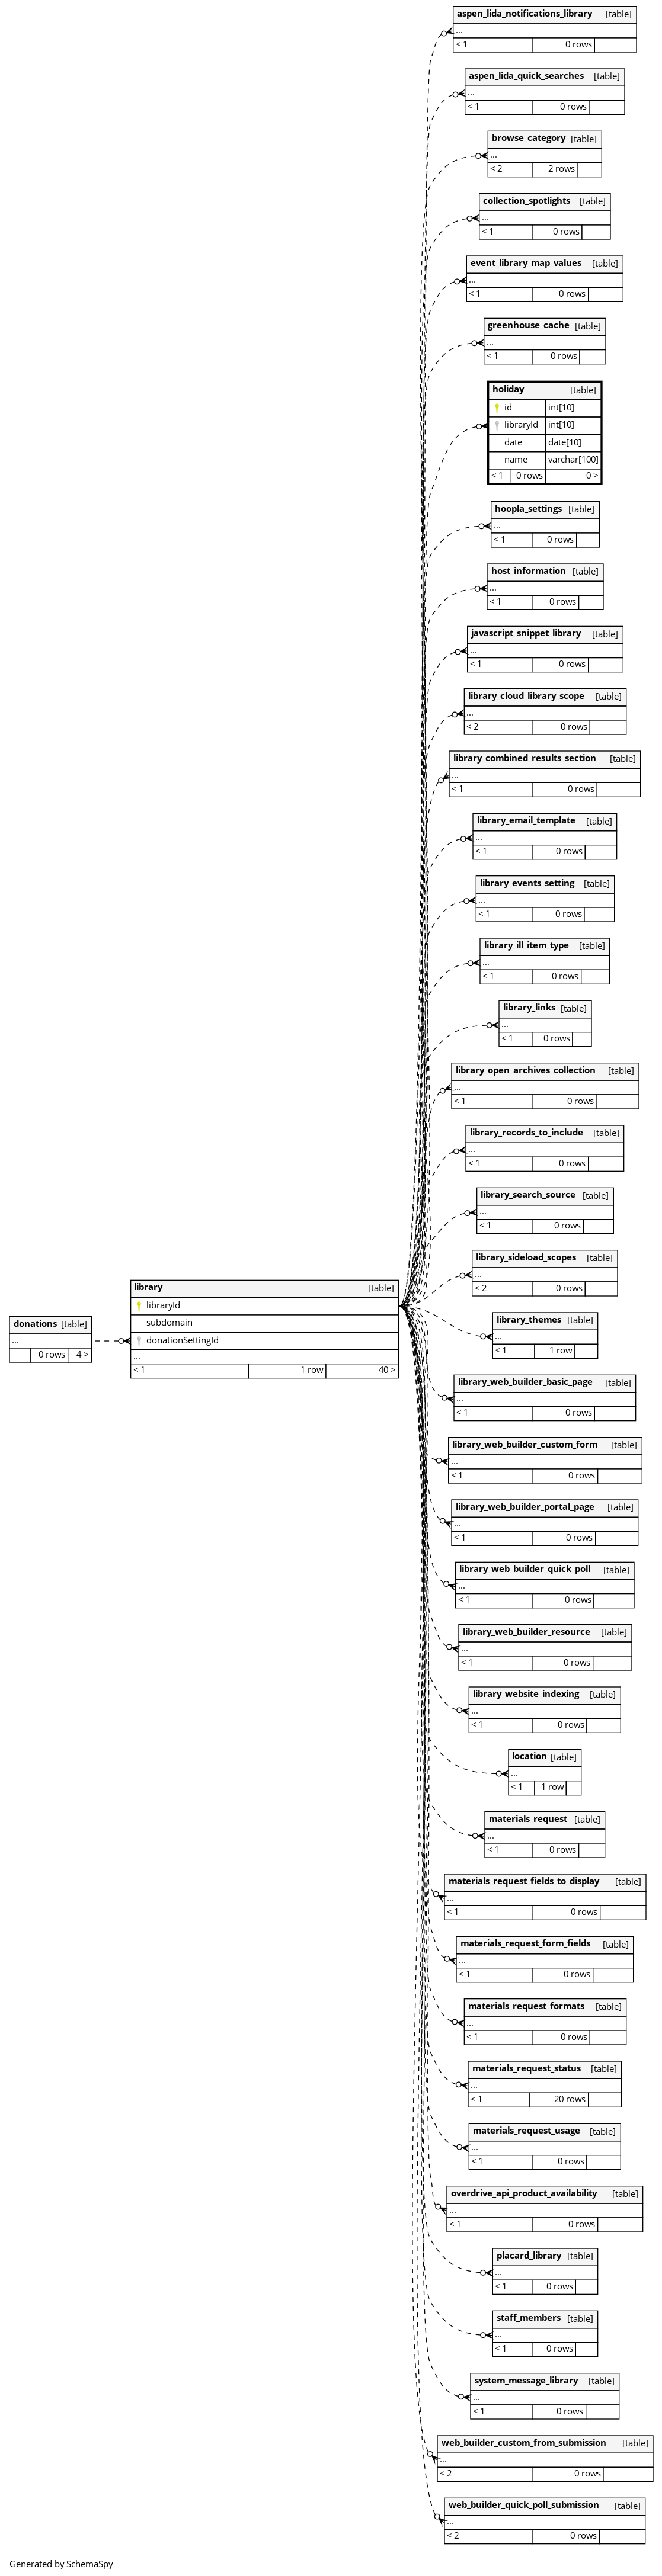 aspen_lida_notifications_library [table]
...
< 1 0 rows
aspen_lida_quick_searches [table]
...
< 1 0 rows
browse_category [table]
...
< 2 2 rows
collection_spotlights [table]
...
< 1 0 rows
event_library_map_values [table]
...
< 1 0 rows
greenhouse_cache [table]
...
< 1 0 rows
holiday [table]
id int[10]
libraryId int[10]
date date[10]
name varchar[100]
< 1 0 rows 0 >
hoopla_settings [table]
...
< 1 0 rows
host_information [table]
...
< 1 0 rows
javascript_snippet_library [table]
...
< 1 0 rows
library_cloud_library_scope [table]
...
< 2 0 rows
library_combined_results_section [table]
...
< 1 0 rows
library_email_template [table]
...
< 1 0 rows
library_events_setting [table]
...
< 1 0 rows
library_ill_item_type [table]
...
< 1 0 rows
library_links [table]
...
< 1 0 rows
library_open_archives_collection [table]
...
< 1 0 rows
library_records_to_include [table]
...
< 1 0 rows
library_search_source [table]
...
< 1 0 rows
library_sideload_scopes [table]
...
< 2 0 rows
library [table]
libraryId
subdomain
donationSettingId
...
< 1 1 row 40 >
donations [table]
...
0 rows 4 >
library_themes [table]
...
< 1 1 row
library_web_builder_basic_page [table]
...
< 1 0 rows
library_web_builder_custom_form [table]
...
< 1 0 rows
library_web_builder_portal_page [table]
...
< 1 0 rows
library_web_builder_quick_poll [table]
...
< 1 0 rows
library_web_builder_resource [table]
...
< 1 0 rows
library_website_indexing [table]
...
< 1 0 rows
location [table]
...
< 1 1 row
materials_request [table]
...
< 1 0 rows
materials_request_fields_to_display [table]
...
< 1 0 rows
materials_request_form_fields [table]
...
< 1 0 rows
materials_request_formats [table]
...
< 1 0 rows
materials_request_status [table]
...
< 1 20 rows
materials_request_usage [table]
...
< 1 0 rows
overdrive_api_product_availability [table]
...
< 1 0 rows
placard_library [table]
...
< 1 0 rows
staff_members [table]
...
< 1 0 rows
system_message_library [table]
...
< 1 0 rows
web_builder_custom_from_submission [table]
...
< 2 0 rows
web_builder_quick_poll_submission [table]
...
< 2 0 rows
Generated by SchemaSpy